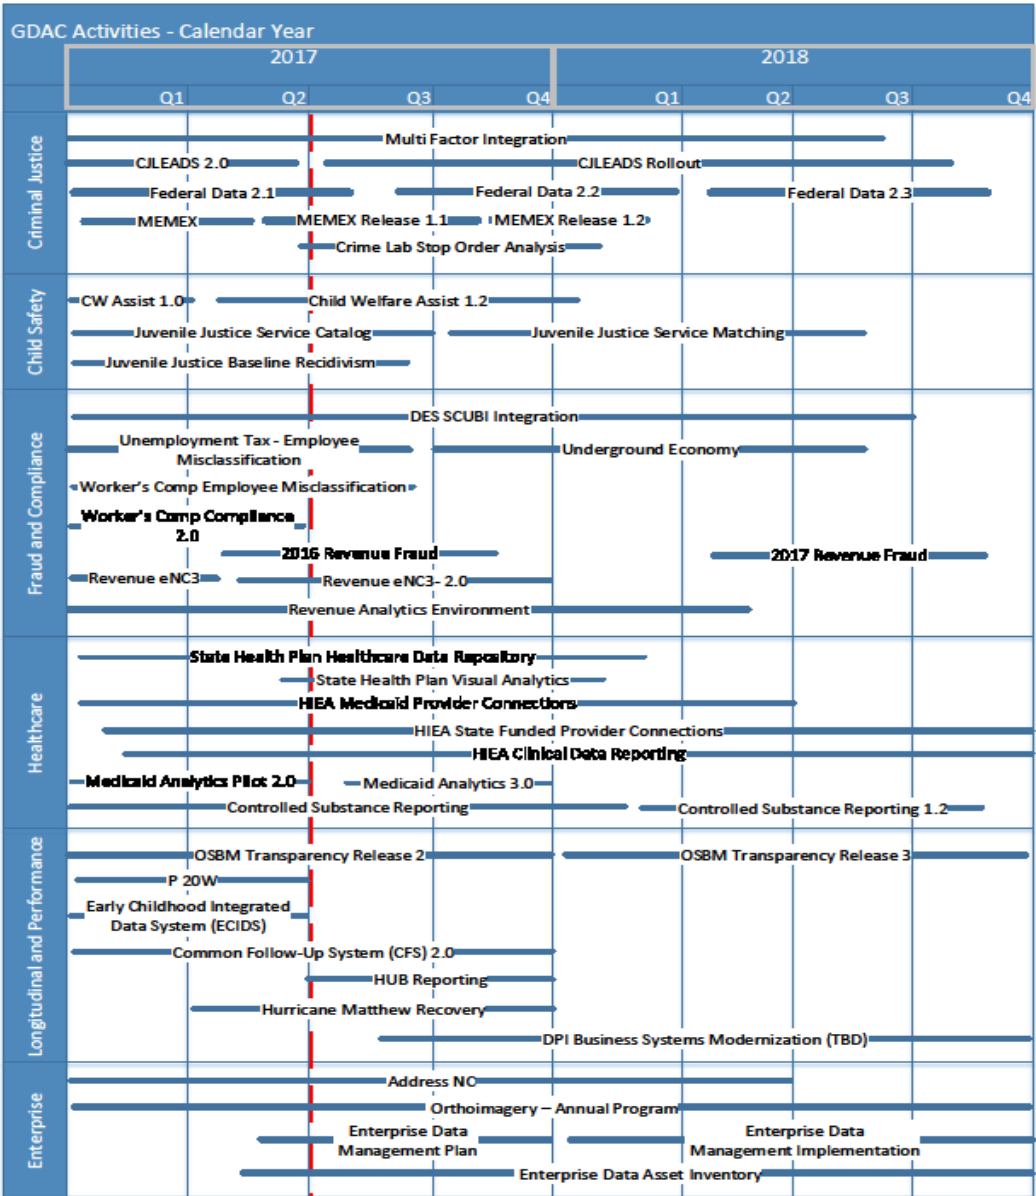 GDAC Activities - Calendar Year
2017
2018
Q1
Q2
Q3
Q4
Q1
Q2
Q3
Q4
Criminal Justice
Multi Factor Integration
CJLEADS 2.0
CJLEADS Rollout
Federal Data 2.1
Federal Data 2.2
Federal Data 2.3
MEMEX
MEMEX Release 1.1
MEMEX Release 1.2
Crime Lab Stop Order Analysis
Child Safety
CW Assist 1.0
Child Welfare Assist 1.2
Juvenile Justice Service Catalog
Juvenile Justice Service Matching
Juvenile Justice Baseline Recidivism
Fraud and Compliance
DES SCUBI Integration
Unemployment Tax - Employee
Misclassification
Underground Economy
Worker's Comp Employee Misclassification
Worker's Comp Compliance
2.0
2016 Revenue Fraud
2017 Revenue Fraud
Revenue eNC3
Revenue eNC3- 2.0
Revenue Analytics Environment
Healthcare
State Health Plan Healthcare Data Repository
State Health Plan Visual Analytics
HIEA Medicaid Provider Connections
HIEA State Funded Provider Connections
HIEA Clinical Data Reporting
Medicaid Analytics Pilot 2.0
Medicaid Analytics 3.0
Controlled Substance Reporting
Controlled Substance Reporting 1.2
Longitudinal and Performance
OSBM Transparency Release 2
OSBM Transparency Release 3
P 20W
Early Childhood Integrated
Data System (ECIDS)
Common Follow-Up System (CFS) 2.0
HUB Reporting
Hurricane Matthew Recovery
DPI Business Systems Modernization (TBD)
Enterprise
Address NC
Orthoimagery – Annual Program
Enterprise Data
Management Plan
Enterprise Data
Management Implementation
Enterprise Data Asset Inventory